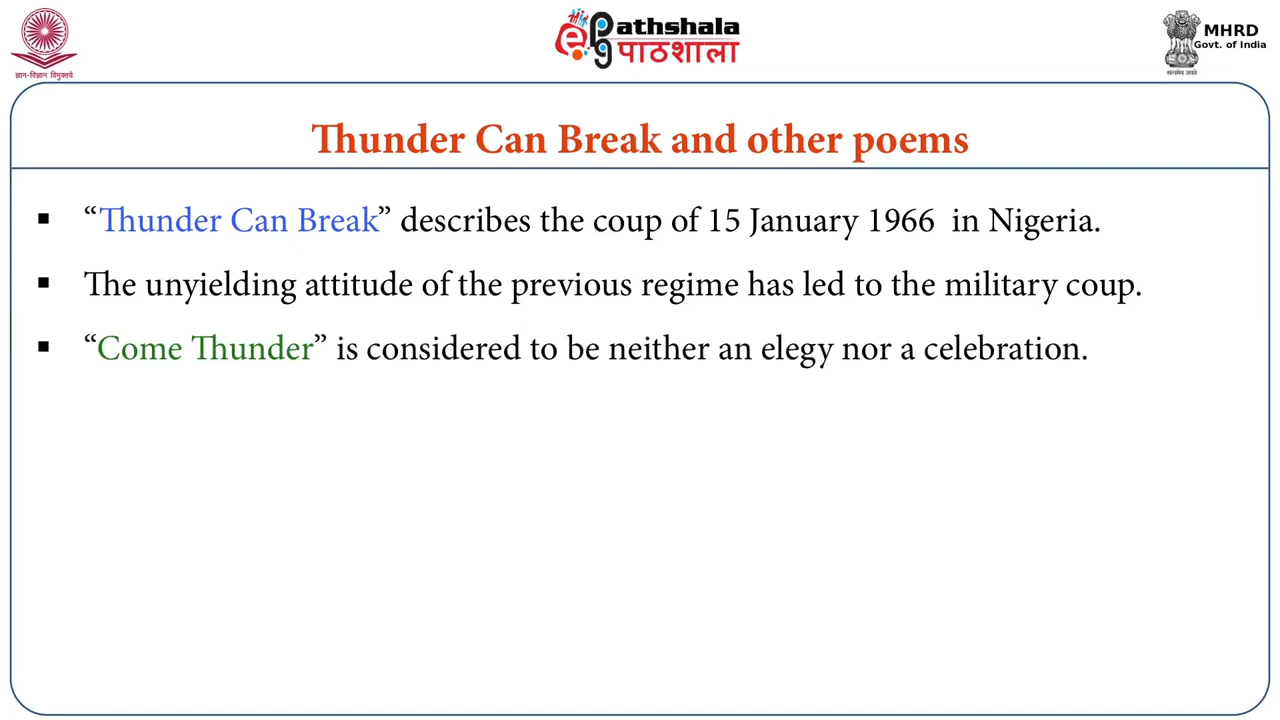 ज्ञान-विज्ञान विमुक्तये
epg Pathshala
पाठशाला
MHRD
Govt. of India
सत्यमेव जयते
Thunder Can Break and other poems
▪ “Thunder Can Break” describes the coup of 15 January 1966 in Nigeria.
▪ The unyielding attitude of the previous regime has led to the military coup.
▪ “Come Thunder” is considered to be neither an elegy nor a celebration.